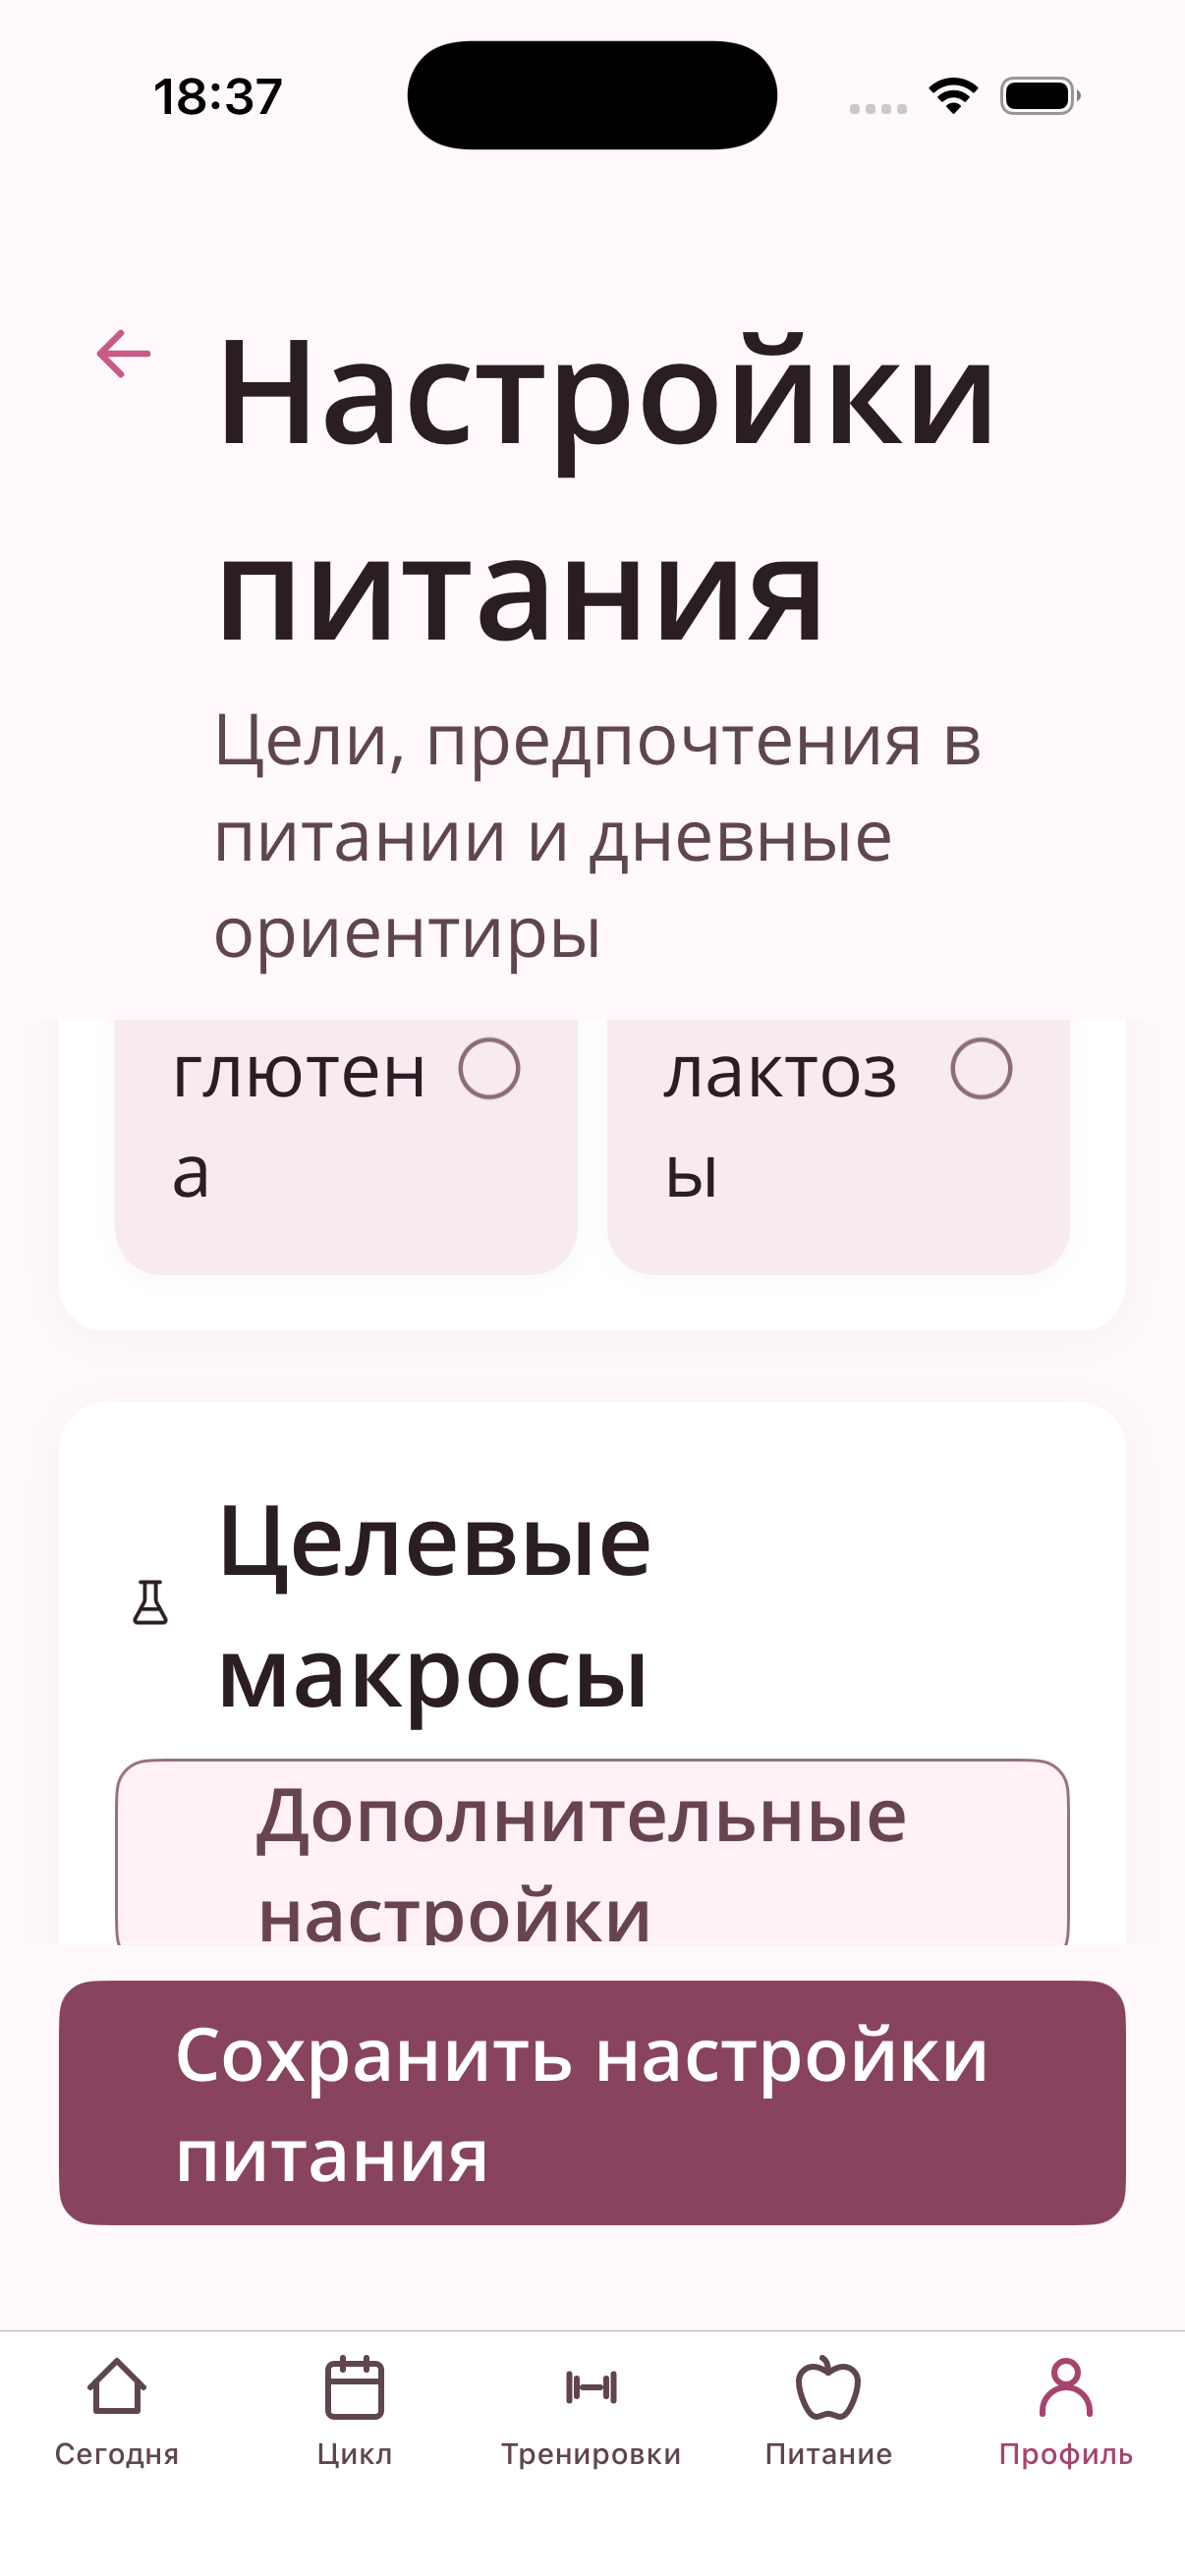 18:37
Настройки
питания
Цели, предпочтения в
питании и дневные
ориентиры
глютен
а
лактоз
ы
Целевые
макросы
Дополнительные
настройки
Сохранить настройки
питания
Сегодня
Цикл
Тренировки
Питание
Профиль